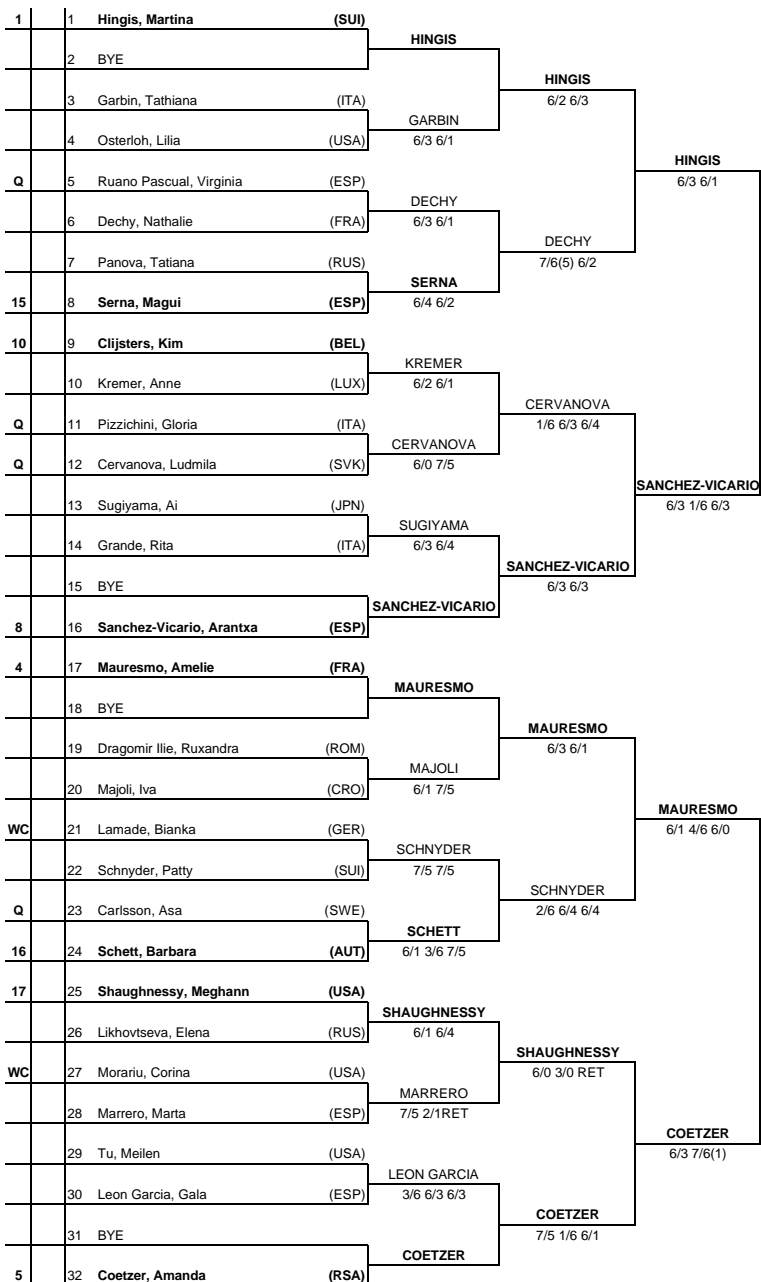 1 1 Hingis, Martina (SUI)
HINGIS
2 BYE
HINGIS
3 Garbin, Tathiana (ITA) 6/2 6/3
GARBIN
4 Osterloh, Lilia (USA) 6/3 6/1
HINGIS
Q 5 Ruano Pascual, Virginia (ESP) 6/3 6/1
DECHY
6 Dechy, Nathalie (FRA) 6/3 6/1
DECHY
7 Panova, Tatiana (RUS) 7/6(5) 6/2
SERNA
15 8 Serna, Magui (ESP) 6/4 6/2
10 9 Clijsters, Kim (BEL)
KREMER
10 Kremer, Anne (LUX) 6/2 6/1
CERVANOVA
Q 11 Pizzichini, Gloria (ITA) 1/6 6/3 6/4
CERVANOVA
Q 12 Cervanova, Ludmila (SVK) 6/0 7/5
SANCHEZ-VICARIO
13 Sugiyama, Ai (JPN) 6/3 1/6 6/3
SUGIYAMA
14 Grande, Rita (ITA) 6/3 6/4
SANCHEZ-VICARIO
15 BYE 6/3 6/3
SANCHEZ-VICARIO
8 16 Sanchez-Vicario, Arantxa (ESP)
4 17 Mauresmo, Amelie (FRA)
MAURESMO
18 BYE
MAURESMO
19 Dragomir Ilie, Ruxandra (ROM) 6/3 6/1
MAJOLI
20 Majoli, Iva (CRO) 6/1 7/5
MAURESMO
WC 21 Lamade, Bianka (GER) 6/1 4/6 6/0
SCHNYDER
22 Schnyder, Patty (SUI) 7/5 7/5
SCHNYDER
Q 23 Carlsson, Asa (SWE) 2/6 6/4 6/4
SCHETT
16 24 Schett, Barbara (AUT) 6/1 3/6 7/5
17 25 Shaughnessy, Meghann (USA)
SHAUGHNESSY
26 Likhovtseva, Elena (RUS) 6/1 6/4
SHAUGHNESSY
WC 27 Morariu, Corina (USA) 6/0 3/0 RET
MARRERO
28 Marrero, Marta (ESP) 7/5 2/1RET
COETZER
29 Tu, Meilen (USA) 6/3 7/6(1)
LEON GARCIA
30 Leon Garcia, Gala (ESP) 3/6 6/3 6/3
COETZER
31 BYE 7/5 1/6 6/1
COETZER
5 32 Coetzer, Amanda (RSA)